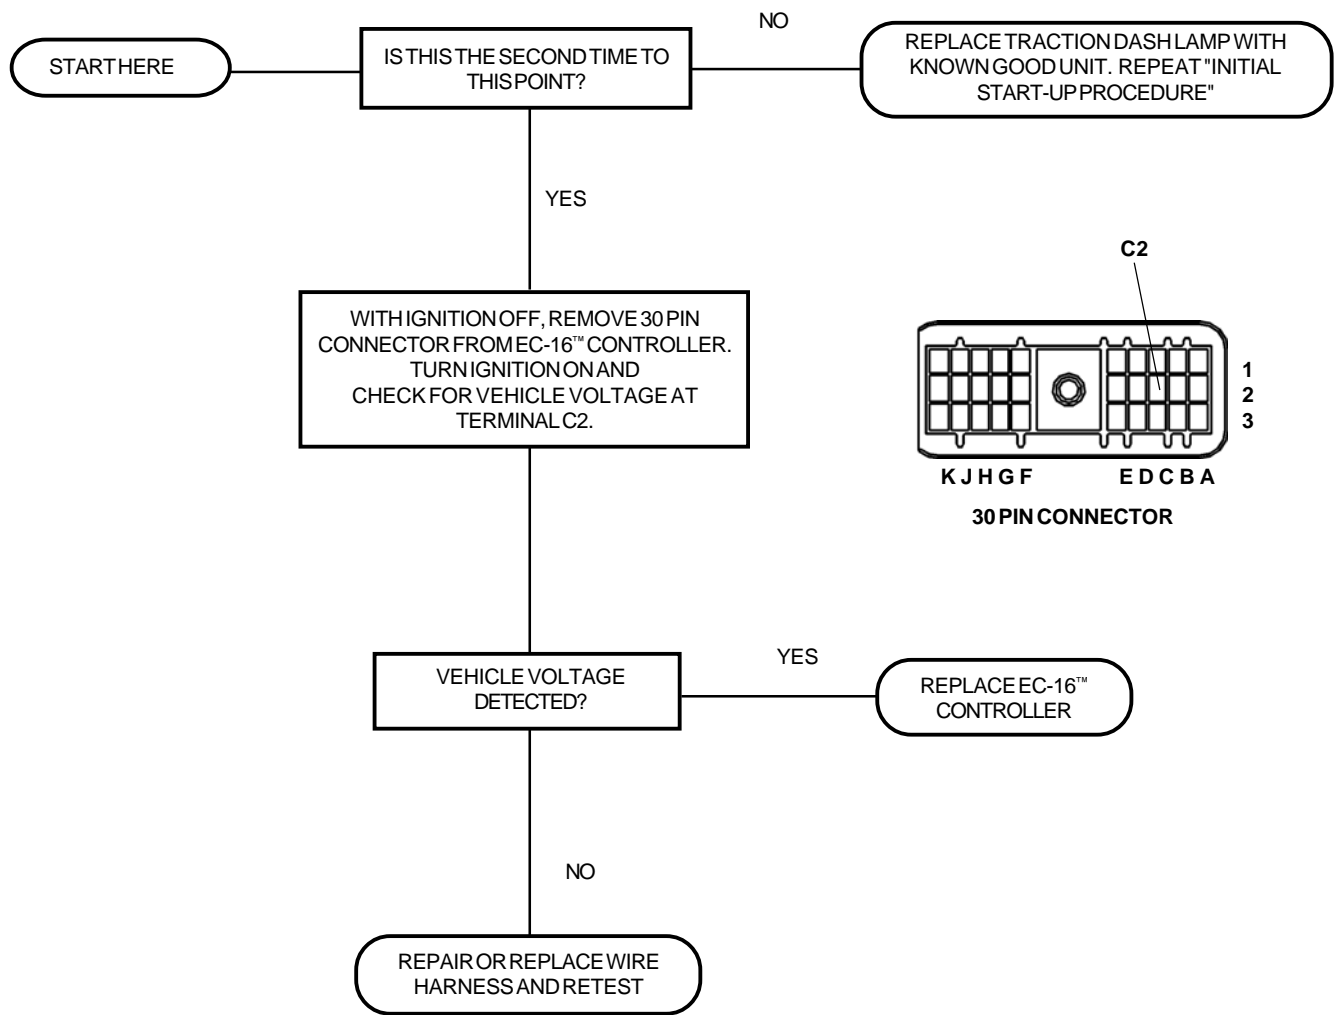 NO
START HERE
IS THIS THE SECOND TIME TO
THIS POINT?
REPLACE TRACTION DASH LAMP WITH
KNOWN GOOD UNIT. REPEAT "INITIAL
START-UP PROCEDURE"
YES
C2
WITH IGNITION OFF, REMOVE 30 PIN
CONNECTOR FROM EC-16™ CONTROLLER.
TURN IGNITION ON AND
CHECK FOR VEHICLE VOLTAGE AT
TERMINAL C2.
1
2
3
K J H G F E D C B A
30 PIN CONNECTOR
VEHICLE VOLTAGE
DETECTED?
YES
REPLACE EC-16™
CONTROLLER
NO
REPAIR OR REPLACE WIRE
HARNESS AND RETEST